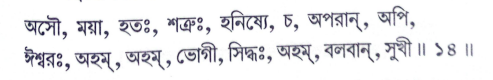 অসৌ, ময়া, হতঃ, শত্রুঃ, হনিষ্যে, চ, অপরান্, অপি,
ঈশ্বরঃ, অহম্, অহম্, ভোগী, সিদ্ধঃ, অহম্, বলবান্, সুখী॥ ১৪ ॥